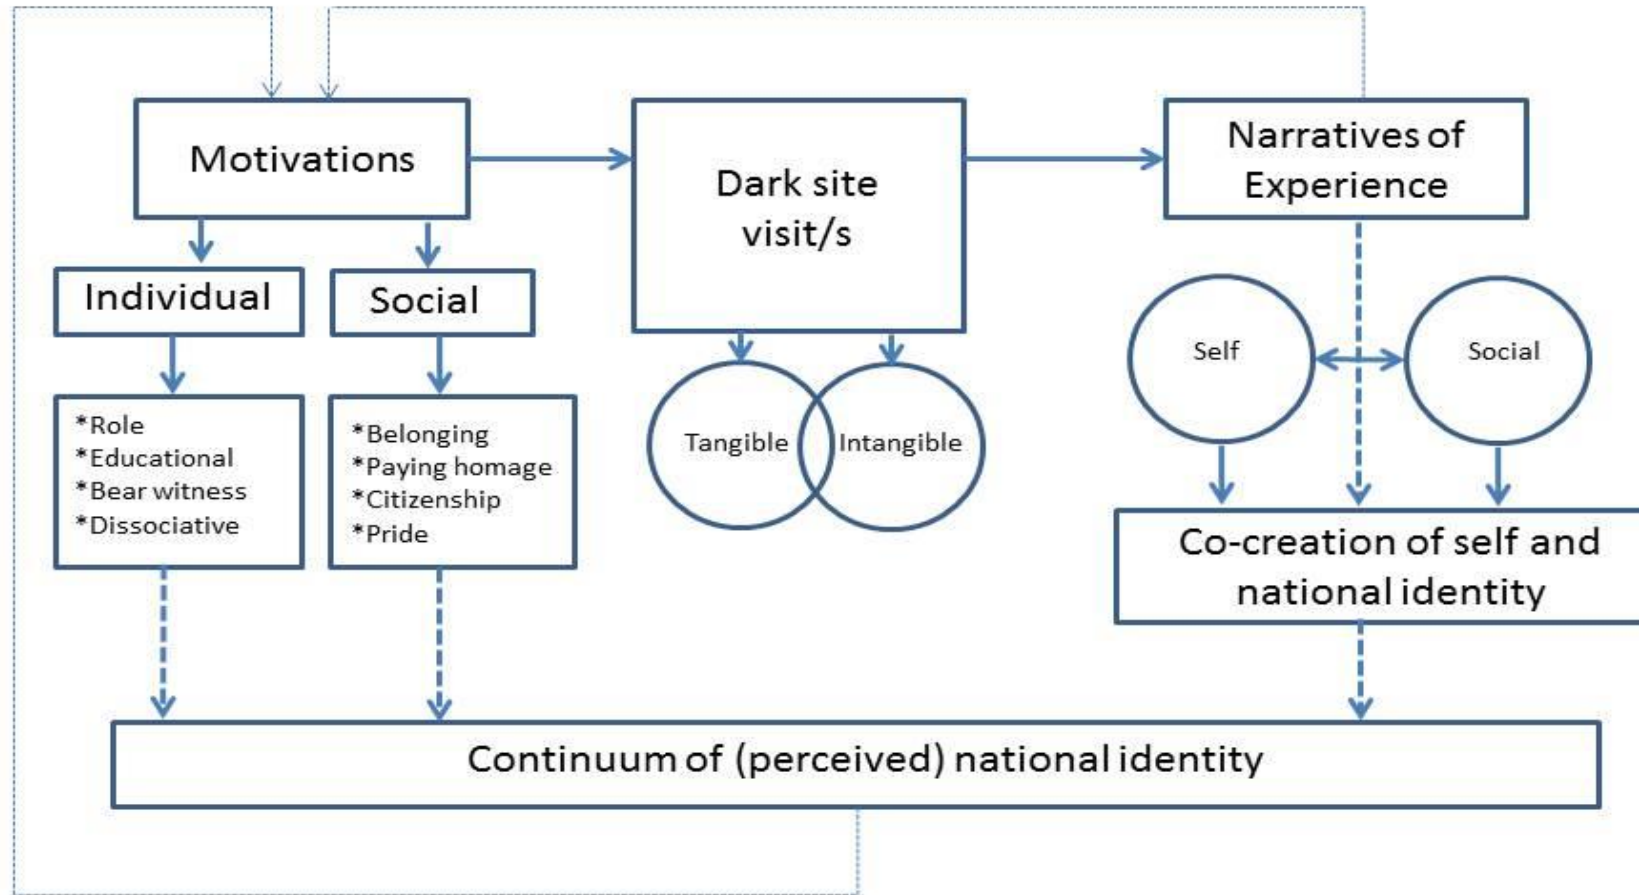 Motivations
Individual
*Role
*Educational
*Bear witness
*Dissociative
Social
*Belonging
*Paying homage
*Citizenship
*Pride
Dark site
visit/s
Tangible
Intangible
Narratives of
Experience
Self
Social
Co-creation of self and
national identity
Continuum of (perceived) national identity